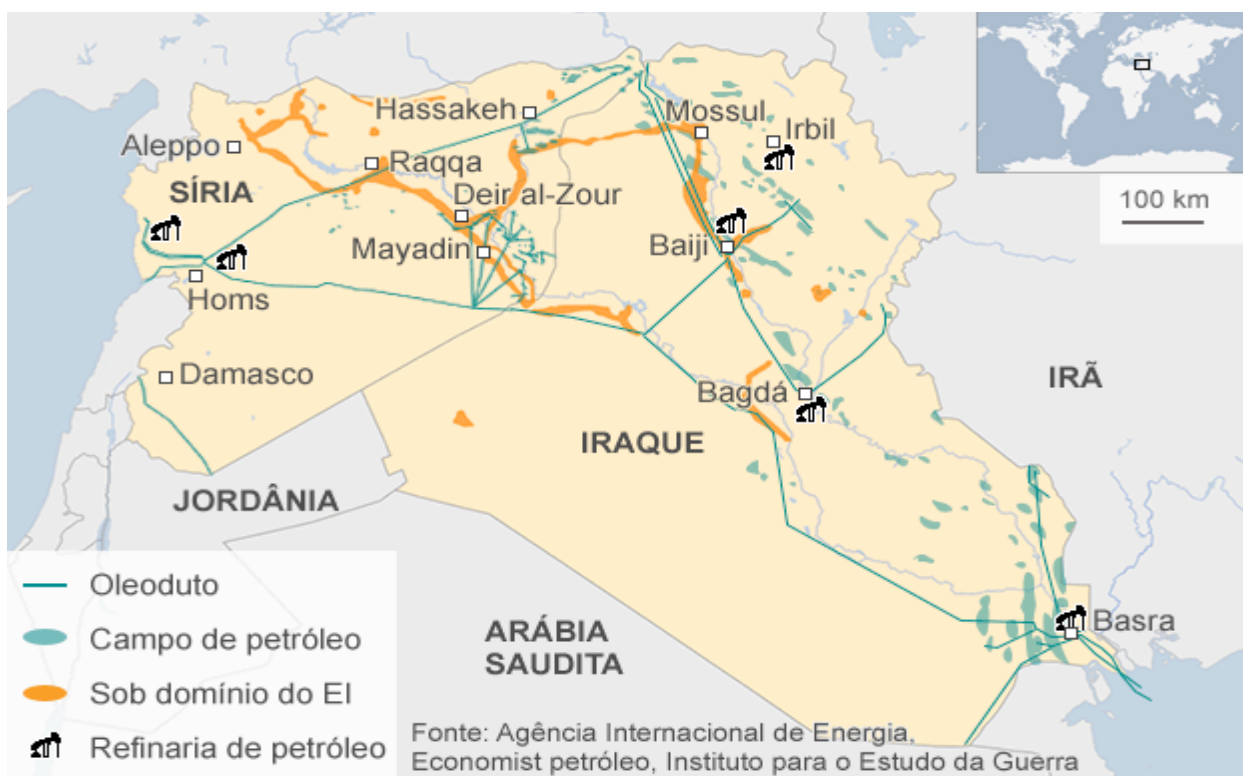 Hassakeh
Mossul
Irbil
Aleppo
Raqqa
SÍRIA
Deir al-Zour
100 km
Mayadin
Baiji
Homs
Damasco
Bagdá
IRÃ
IRAQUE
JORDÂNIA
Oleoduto
Campo de petróleo
Sob domínio do EI
Refinaria de petróleo
ARÁBIA
SAUDITA
Basra
Fonte: Agência Internacional de Energia,
Economist petróleo, Instituto para o Estudo da Guerra